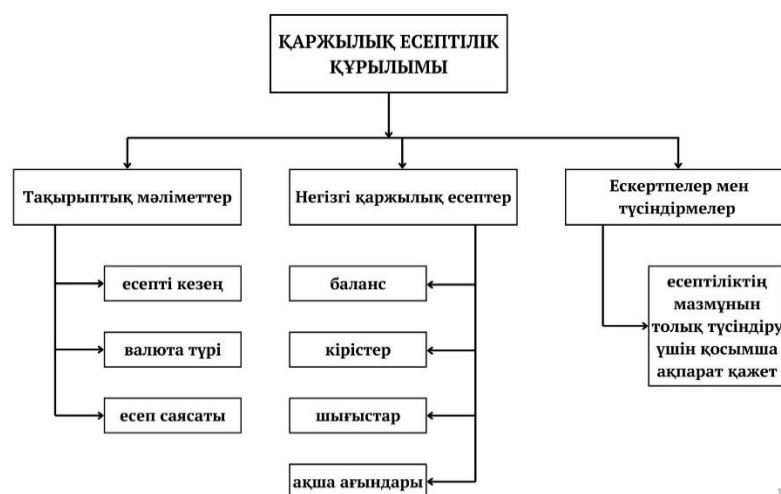 ҚАРЖЫЛЫҚ ЕСЕПТІЛІК
ҚҰРЫЛЫМЫ
Тақырыптық мәліметтер
есепті кезең
валюта түрі
есеп саясаты
Негізгі қаржылық есептер
баланс
кірістер
шығыстар
ақша ағындары
Ескертпелер мен
түсіндірмелер
есептіліктің
мазмұнын
толық түсіндіру
үшін қосымша
ақпарат қажет